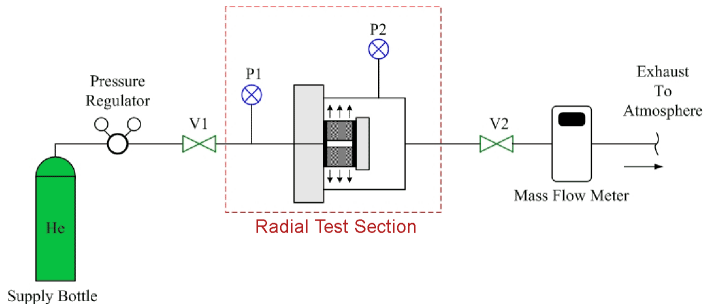 P2
P1
Pressure
Regulator
V1
V2
Exhaust
To
Atmosphere
He
Mass Flow Meter
Radial Test Section
Supply Bottle